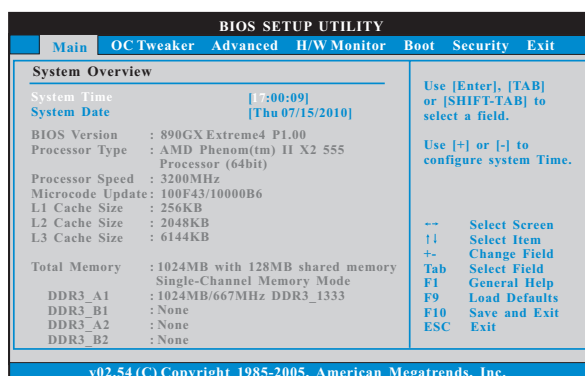 BIOS SETUP UTILITY
Main OC Tweaker Advanced H/W Monitor Boot Security Exit
System Overview
System Time [17:00:09]
System Date [Thu 07/15/2010]
BIOS Version : 890GX Extreme4 P1.00
Processor Type : AMD Phenom(tm) II X2 555
Processor (64bit)
Processor Speed : 3200MHz
Microcode Update : 100F43/10000B6
L1 Cache Size : 256KB
L2 Cache Size : 2048KB
L3 Cache Size : 6144KB
Total Memory : 1024MB with 128MB shared memory
Single-Channel Memory Mode
DDR3_A1 : 1024MB/667MHz DDR3_1333
DDR3_B1 : None
DDR3_A2 : None
DDR3_B2 : None
Use [Enter], [TAB]
or [SHIFT-TAB] to
select a field.
Use [+] or [-] to
configure system Time.
←→ Select Screen
↑↓ Select Item
+- Change Field
Tab Select Field
F1 General Help
F9 Load Defaults
F10 Save and Exit
ESC Exit
v02.54 (C) Copyright 1985-2005, American Megatrends, Inc.